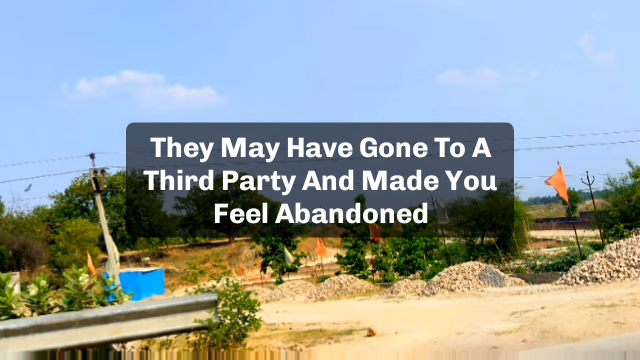 They May Have Gone To A
Third Party And Made You
Feel Abandoned